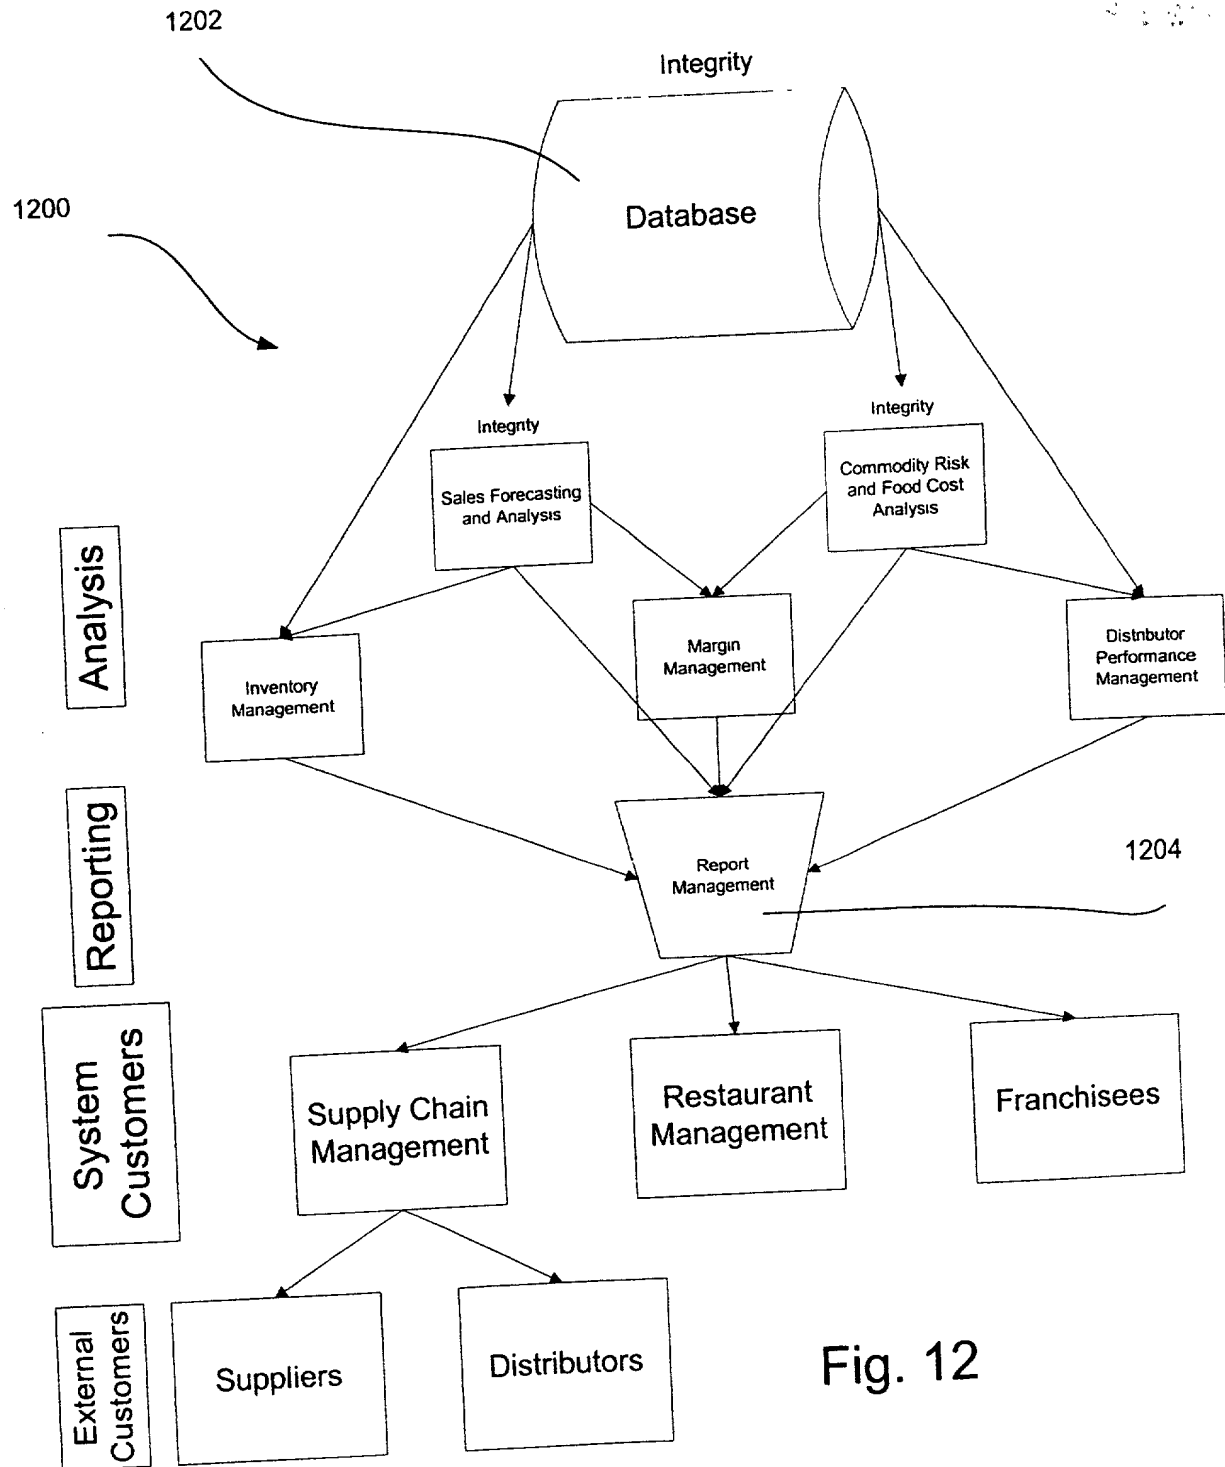 1202
Integrity
1200
Database
Integrity
Integrity
Sales Forecasting
and Analysis
Commodity Risk
and Food Cost
Analysis
Analysis
Inventory
Management
Margin
Management
Distributor
Performance
Management
Reporting
Report
Management
1204
System
Customers
Supply Chain
Management
Restaurant
Management
Franchisees
External
Customers
Suppliers
Distributors
Fig. 12